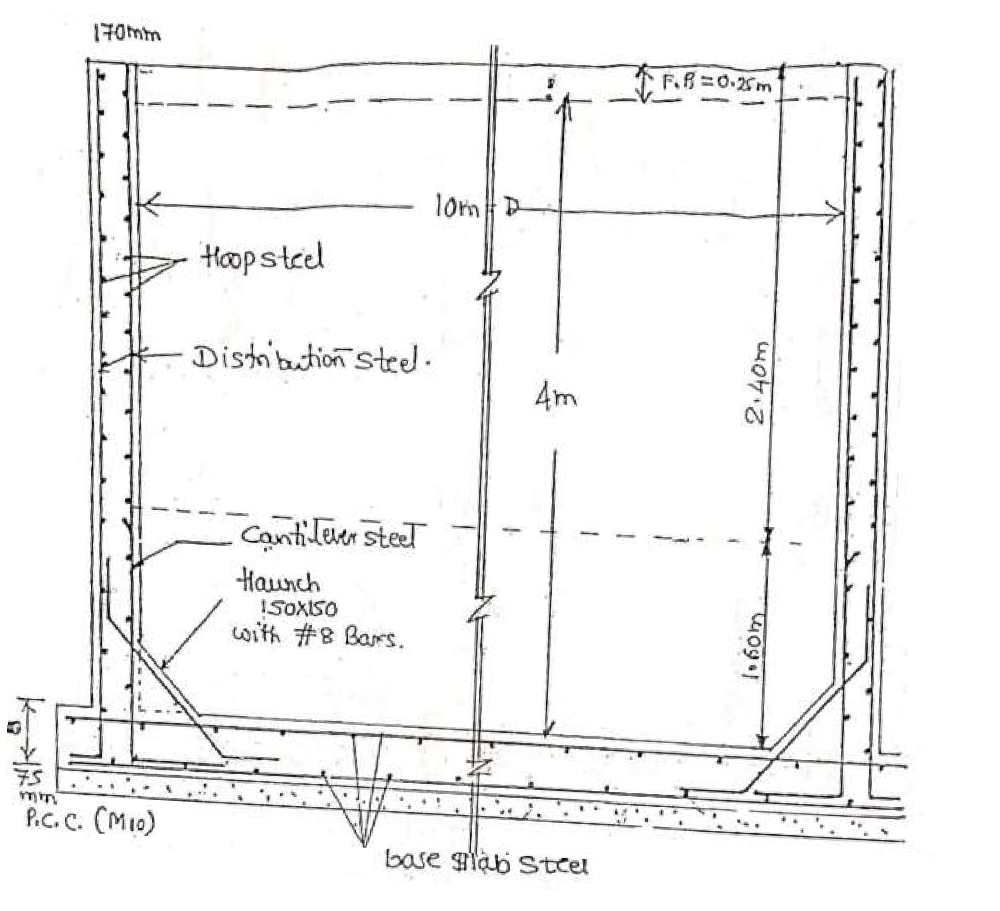 170mm
F.B = 0.25m
10m D
Hoop steel
Distribution steel.
4m
2.40m
Cantilever steel
Haunch
150x150
with #8 Bars.
1.60m
75
mm
P.C.C. (M10)
base slab steel